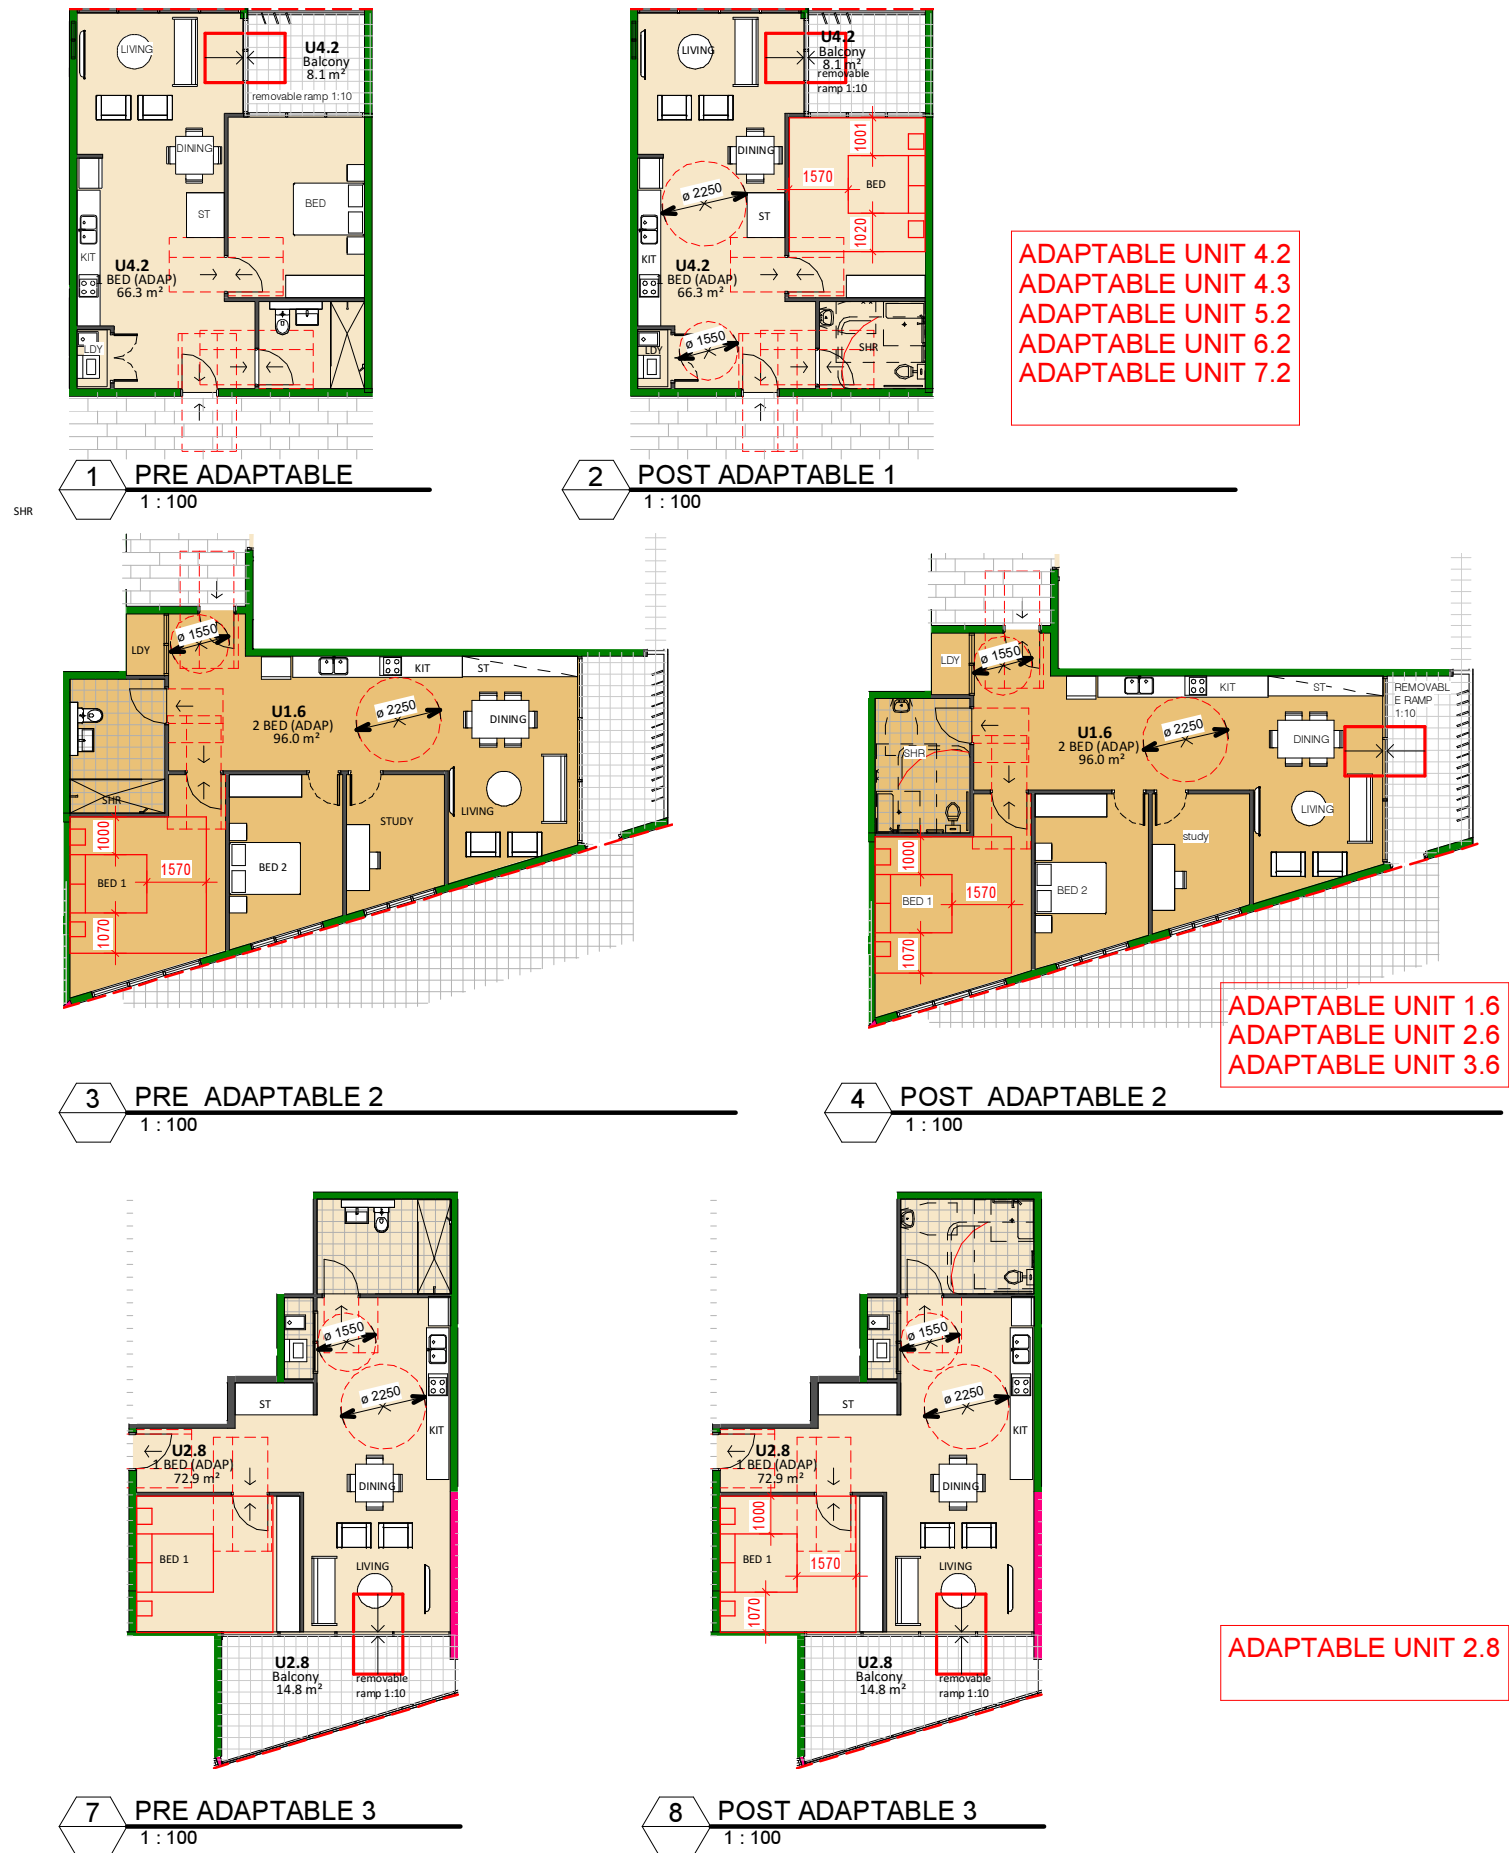 LIVING
U4.2
Balcony
8.1 m²
removable ramp 1:10
DINING
BED
ST
KIT
U4.2
1 BED (ADAP)
66.3 m²
LDY
1 PRE ADAPTABLE
1 : 100
LIVING
U4.2
Balcony
8.1 m²
removable
ramp 1:10
DINING
1001
1570
BED
1020
ø 2250
ST
KIT
U4.2
1 BED (ADAP)
66.3 m²
ø 1550
LDY
SHR
2 POST ADAPTABLE 1
1 : 100
ADAPTABLE UNIT 4.2
ADAPTABLE UNIT 4.3
ADAPTABLE UNIT 5.2
ADAPTABLE UNIT 6.2
ADAPTABLE UNIT 7.2
SHR
ø 1550
LDY
KIT
ST
U1.6
2 BED (ADAP)
96.0 m²
ø 2250
DINING
SHR
LIVING
STUDY
1000
1570
BED 1
BED 2
1070
3 PRE ADAPTABLE 2
1 : 100
ø 1550
LDY
KIT
ST
REMOVABL
E RAMP
1:10
U1.6
2 BED (ADAP)
96.0 m²
ø 2250
DINING
SHR
LIVING
study
1000
1570
BED 1
BED 2
1070
ADAPTABLE UNIT 1.6
ADAPTABLE UNIT 2.6
ADAPTABLE UNIT 3.6
4 POST ADAPTABLE 2
1 : 100
ø 1550
ø 2250
ST
KIT
U2.8
1 BED (ADAP)
72.9 m²
DINING
BED 1
LIVING
U2.8
Balcony
14.8 m²
removable
ramp 1:10
7 PRE ADAPTABLE 3
1 : 100
ø 1550
ø 2250
ST
KIT
U2.8
1 BED (ADAP)
72.9 m²
DINING
1000
BED 1
1570
1070
LIVING
U2.8
Balcony
14.8 m²
removable
ramp 1:10
8 POST ADAPTABLE 3
1 : 100
ADAPTABLE UNIT 2.8